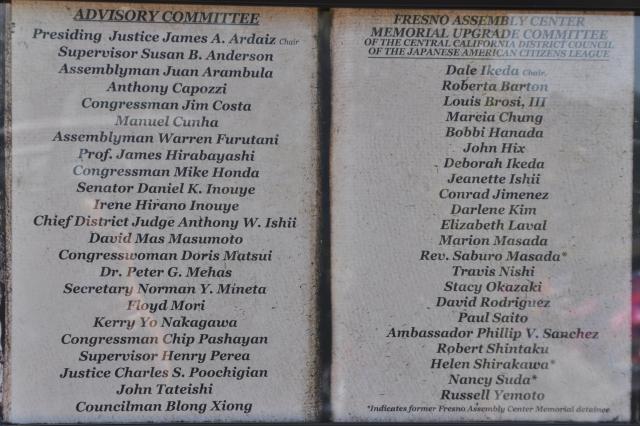 ADVISORY COMMITTEE
Presiding Justice James A. Ardaiz Chair
Supervisor Susan B. Anderson
Assemblyman Juan Arambula
Anthony Capozzi
Congressman Jim Costa
Manuel Cunha
Assemblyman Warren Furutani
Prof. James Hirabayashi
Congressman Mike Honda
Senator Daniel K. Inouye
Irene Hirano Inouye
Chief District Judge Anthony W. Ishii
David Mas Masumoto
Congresswoman Doris Matsui
Dr. Peter G. Mehas
Secretary Norman Y. Mineta
Floyd Mori
Kerry Yo Nakagawa
Congressman Chip Pashayan
Supervisor Henry Perea
Justice Charles S. Poochigian
John Tateishi
Councilman Blong Xiong
FRESNO ASSEMBLY CENTER
MEMORIAL UPGRADE COMMITTEE
OF THE CENTRAL CALIFORNIA DISTRICT COUNCIL
OF THE JAPANESE AMERICAN CITIZENS LEAGUE
Dale Ikeda Chair
Roberta Barton
Louis Brosi, III
Marcia Chung
Bobbi Hanada
John Hix
Deborah Ikeda
Jeanette Ishii
Conrad Jimenez
Darlene Kim
Elizabeth Laval
Marion Masada
Rev. Saburo Masada*
Travis Nishi
Stacy Okazaki
David Rodriguez
Paul Saito
Ambassador Phillip V. Sanchez
Robert Shintaku
Helen Shirakawa*
Nancy Suda*
Russell Yemoto
*Indicates former Fresno Assembly Center Memorial detainee